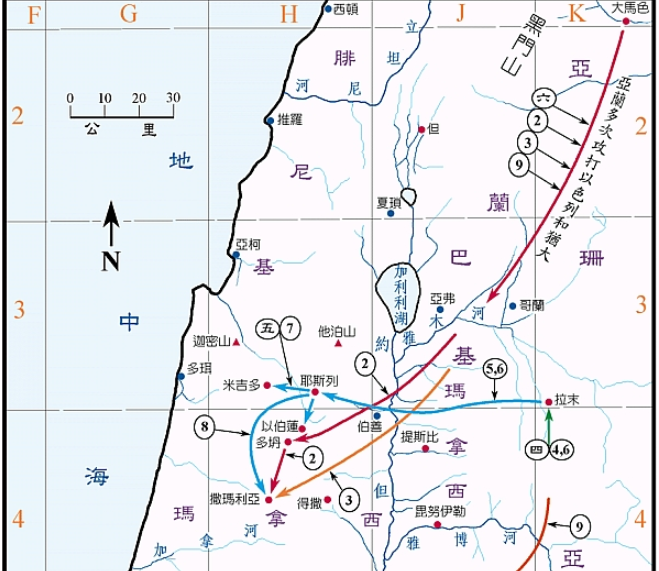 F G H J K
西頓
大馬色
黑門山
腓尼基
立坦尼河
亞蘭
0 10 20 30
公里
六
2
3
9
亞蘭多次攻打以色列和猶大
2
2
推羅
但
地中海
N
夏瑣
巴珊
亞柯
加利利湖
亞弗
哥蘭
雅木河
3
3
迦密山
五 7
他泊山
約但河
基
多珥
米吉多
耶斯列
2
瑪拿西
5,6
拉末
8
以伯蓮
多坍
伯善
提斯比
2
四 4,6
撒瑪利亞
得撒
3
瑪拿西
毘努伊勒
9
4
4
加拿河
雅博河
亞